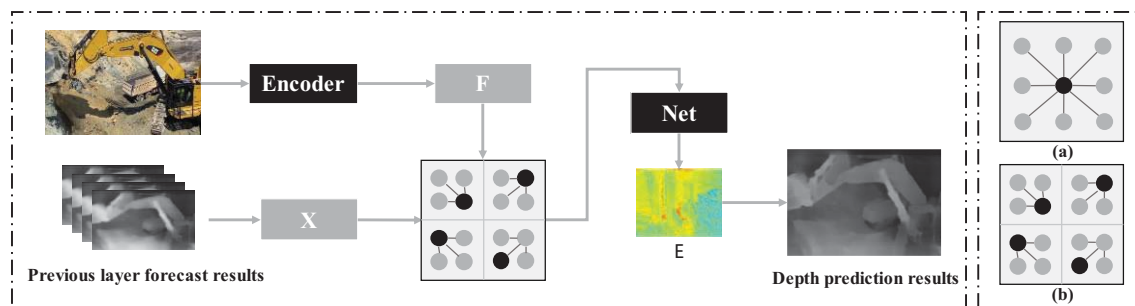 Encoder
F
Net
(a)
X
E
Previous layer forecast results
Depth prediction results
(b)